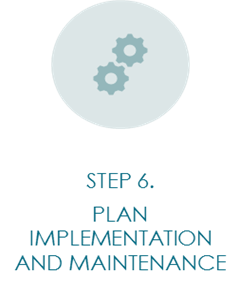 STEP 6.
PLAN
IMPLEMENTATION
AND MAINTENANCE